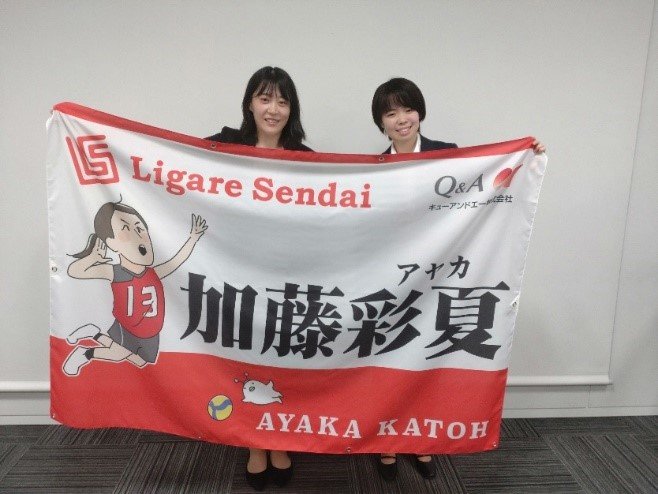 LS Ligare Sendai
Q&A
キューアンドエー株式会社
13
アヤカ
加藤彩夏
AYAKA KATOH